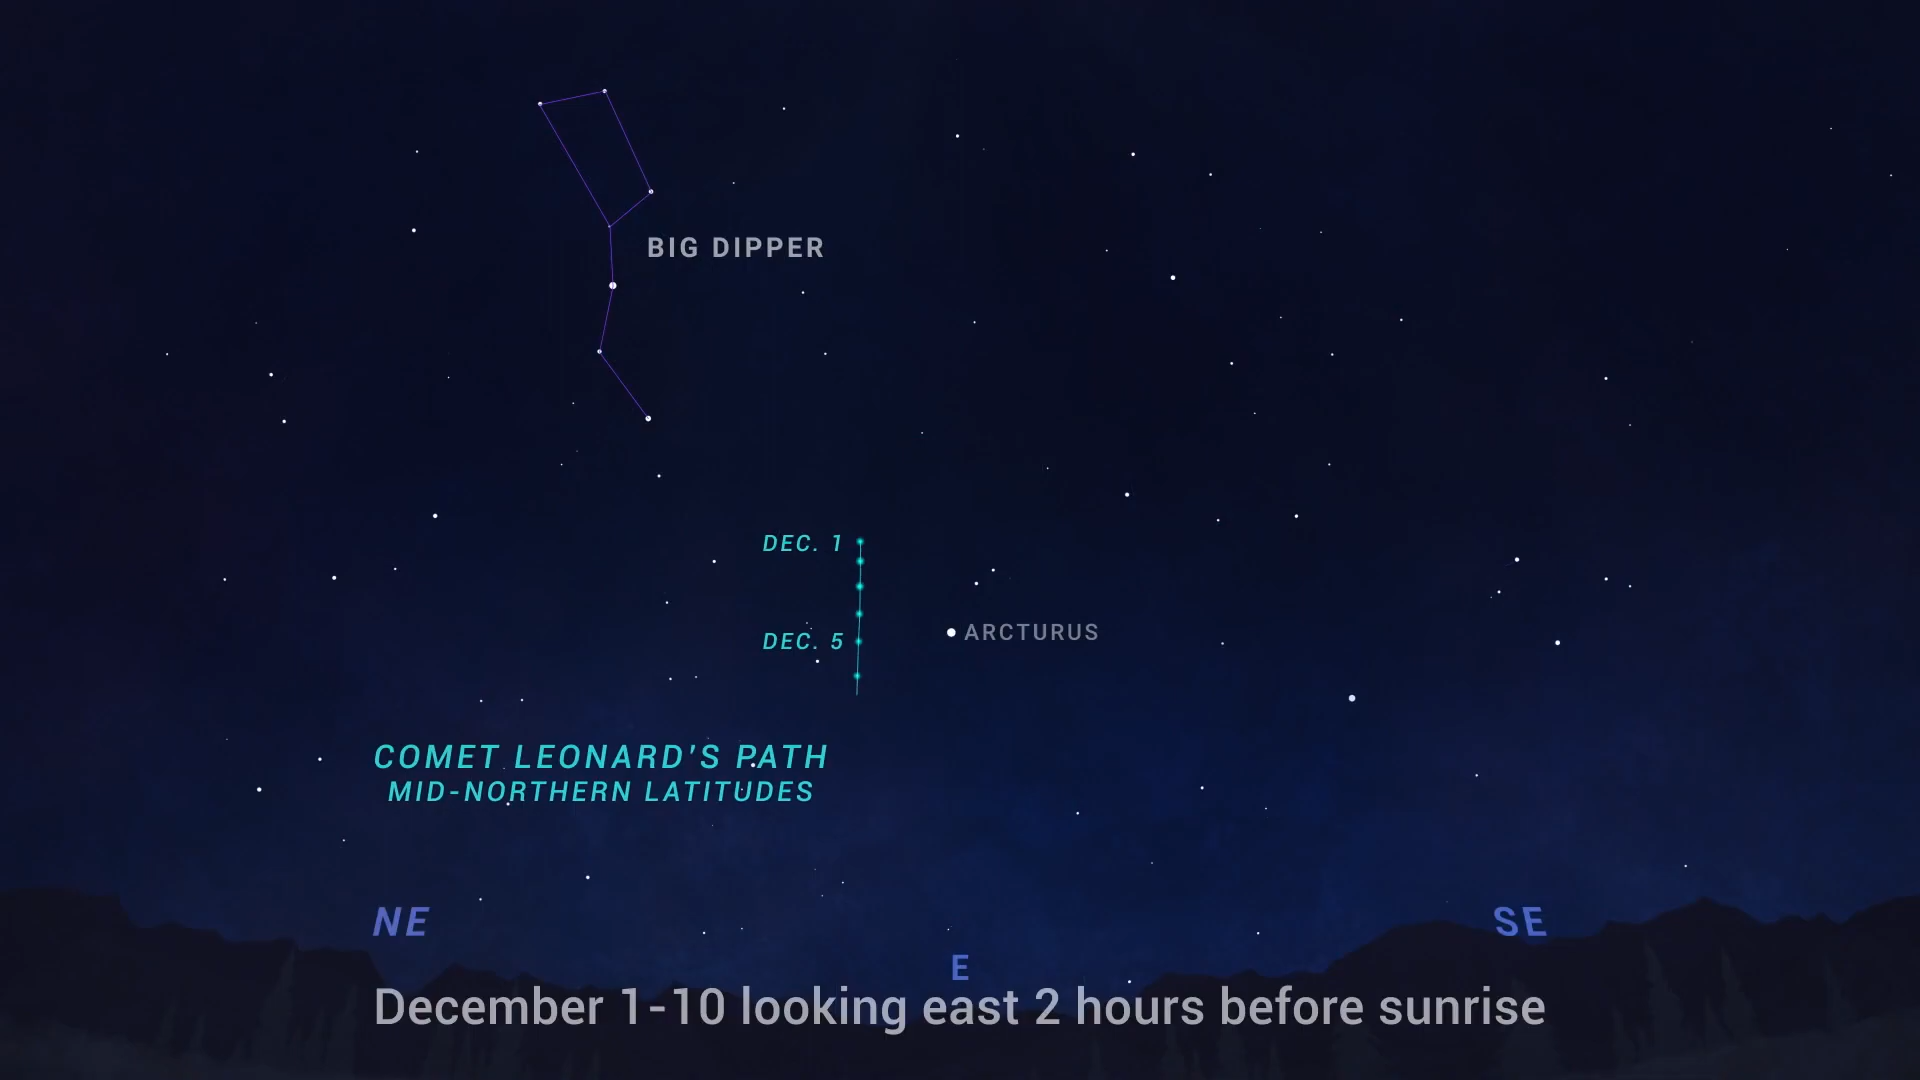 BIG DIPPER
DEC. 1
ARCTURUS
DEC. 5
COMET LEONARD'S PATH
MID-NORTHERN LATITUDES
NE
SE
E
December 1-10 looking east 2 hours before sunrise